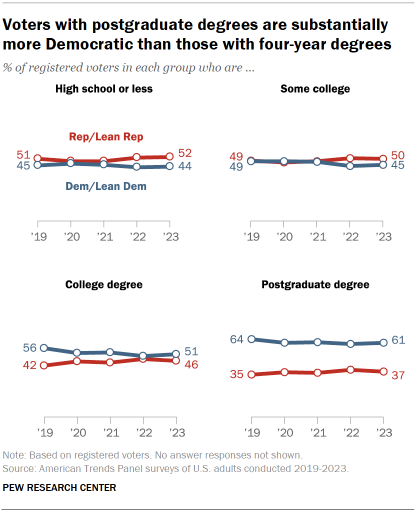 Voters with postgraduate degrees are substantially
more Democratic than those with four-year degrees
% of registered voters in each group who are ...
High school or less
51
45
Rep/Lean Rep
Dem/Lean Dem
52
44
'19 '20 '21 '22 '23
Some college
49
49
50
45
'19 '20 '21 '22 '23
College degree
56
42
51
46
'19 '20 '21 '22 '23
Postgraduate degree
64
35
61
37
'19 '20 '21 '22 '23
Note: Based on registered voters. No answer responses not shown.
Source: American Trends Panel surveys of U.S. adults conducted 2019-2023.
PEW RESEARCH CENTER